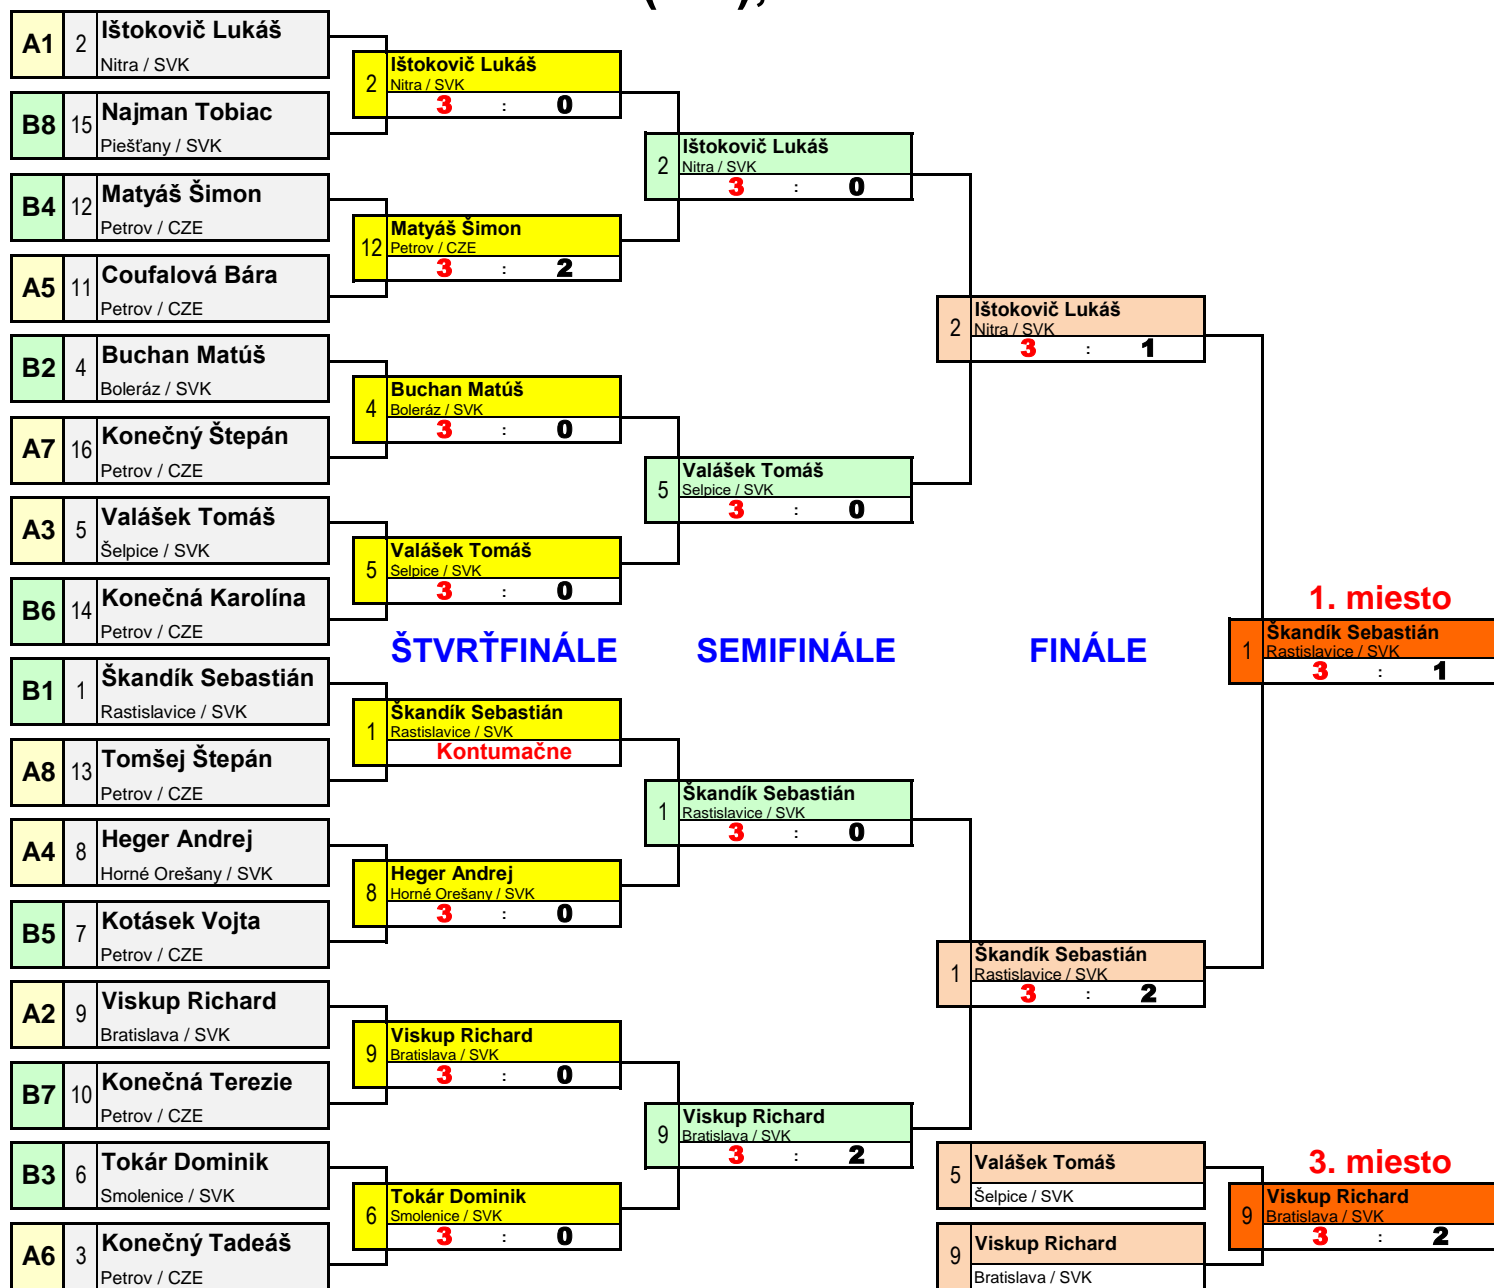 A1 2 Ištokovič Lukáš
Nitra / SVK
B8 15 Najman Tobiac
Piešťany / SVK
B4 12 Matyáš Šimon
Petrov / CZE
A5 11 Coufalová Bára
Petrov / CZE
B2 4 Buchan Matúš
Boleráz / SVK
A7 16 Konečný Štepán
Petrov / CZE
A3 5 Valášek Tomáš
Šelpice / SVK
B6 14 Konečná Karolína
Petrov / CZE
B1 1 Škandík Sebastián
Rastislavice / SVK
A8 13 Tomšej Štepán
Petrov / CZE
A4 8 Heger Andrej
Horné Orešany / SVK
B5 7 Kotásek Vojta
Petrov / CZE
A2 9 Viskup Richard
Bratislava / SVK
B7 10 Konečná Terezie
Petrov / CZE
B3 6 Tokár Dominik
Smolenice / SVK
A6 3 Konečný Tadeáš
Petrov / CZE
2 Ištokovič Lukáš
Nitra / SVK
3 : 0
12 Matyáš Šimon
Petrov / CZE
3 : 2
4 Buchan Matúš
Boleráz / SVK
3 : 0
5 Valášek Tomáš
Selpice / SVK
3 : 0
ŠTVRŤFINÁLE
1 Škandík Sebastián
Rastislavice / SVK
Kontumačne
8 Heger Andrej
Horné Orešany / SVK
3 : 0
9 Viskup Richard
Bratislava / SVK
3 : 0
6 Tokár Dominik
Smolenice / SVK
3 : 0
2 Ištokovič Lukáš
Nitra / SVK
3 : 0
5 Valášek Tomáš
Selpice / SVK
3 : 0
SEMIFINÁLE
1 Škandík Sebastián
Rastislavice / SVK
3 : 0
9 Viskup Richard
Bratislava / SVK
3 : 2
2 Ištokovič Lukáš
Nitra / SVK
3 : 1
FINÁLE
1 Škandík Sebastián
Rastislavice / SVK
3 : 2
5 Valášek Tomáš
Šelpice / SVK
9 Viskup Richard
Bratislava / SVK
1. miesto
1 Škandík Sebastián
Rastislavice / SVK
3 : 1
3. miesto
9 Viskup Richard
Bratislava / SVK
3 : 2